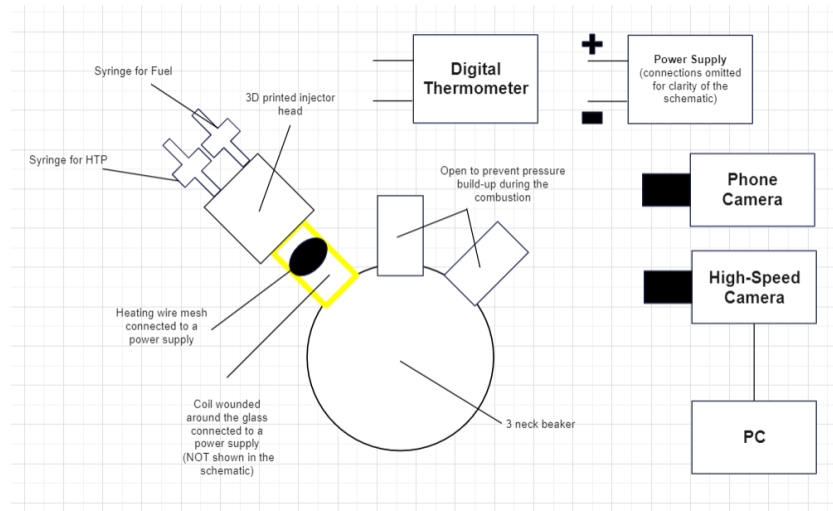 Syringe for Fuel
3D printed injector
head
Syringe for HTP
Digital
Thermometer
Power Supply
(connections omitted
for clarity of the
schematic)
Open to prevent pressure
build-up during the
combustion
Phone
Camera
High-Speed
Camera
Heating wire mesh
connected to a
power supply
Coil wounded
around the glass
connected to a
power supply
(NOT shown in the
schematic)
3 neck beaker
PC